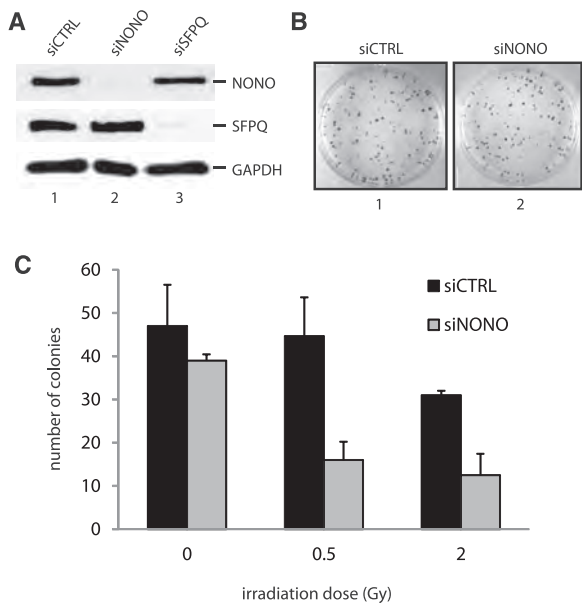 A
siCTRL siNONO siSFPQ
NONO
SFPQ
GAPDH
1 2 3
B
siCTRL siNONO
1 2
C
60
50
40
30
20
10
0
number of colonies
siCTRL
siNONO
0 0.5 2
irradiation dose (Gy)